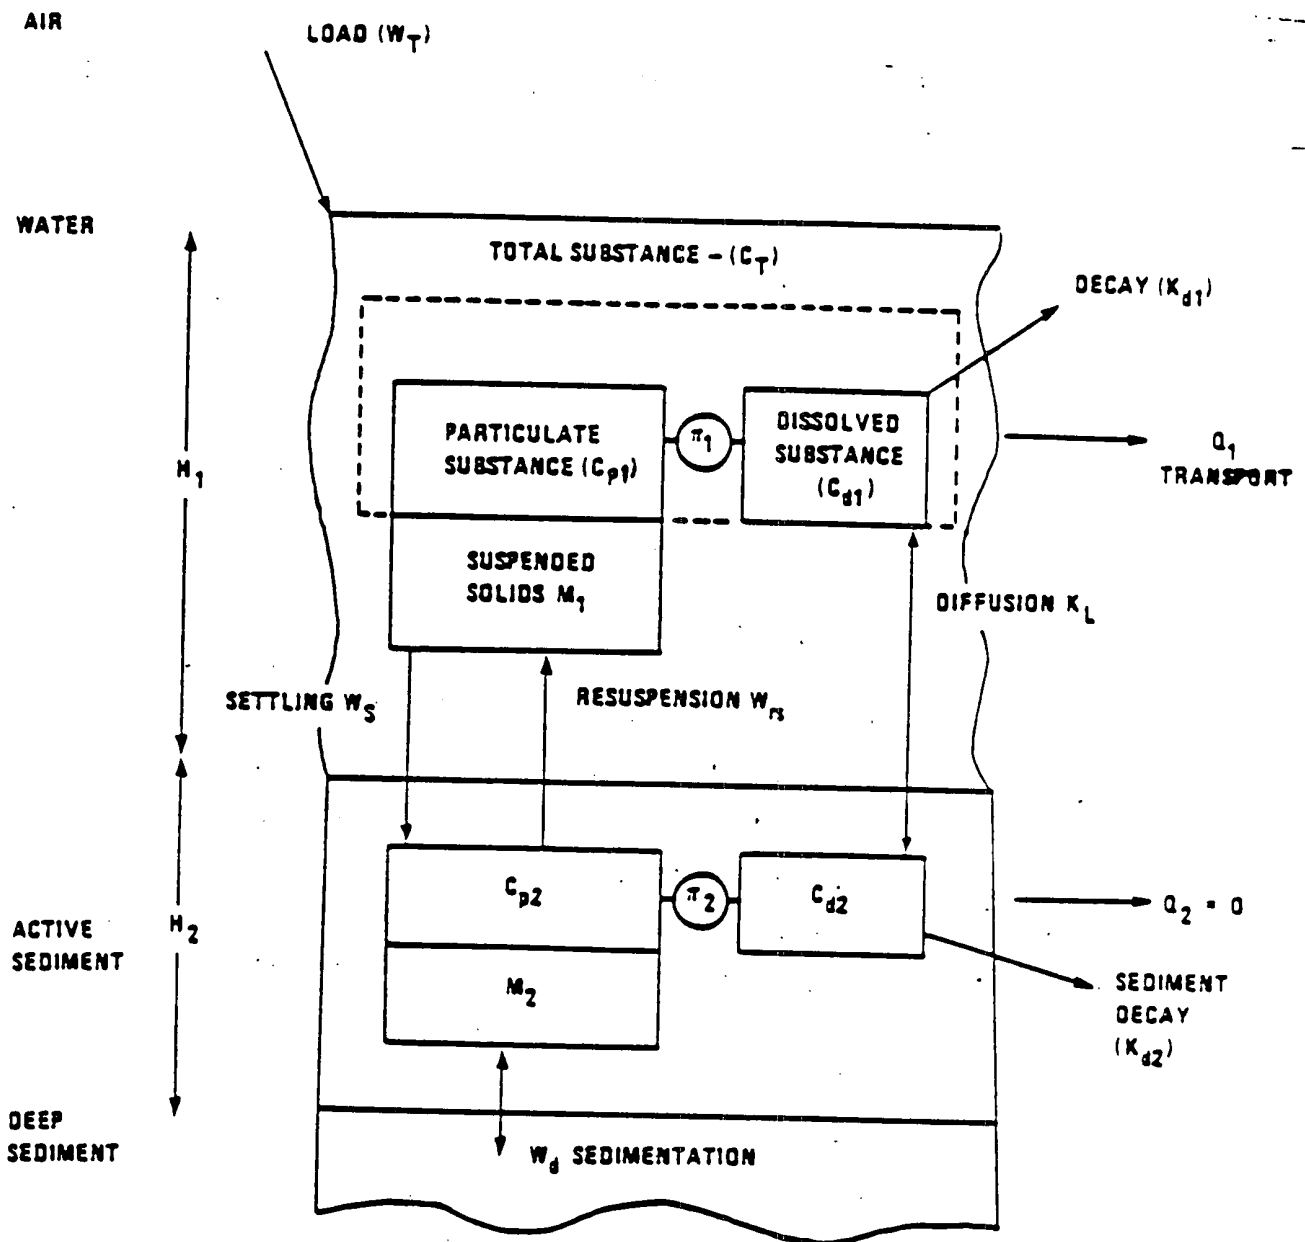 AIR
LOAD (W_T)
WATER
TOTAL SUBSTANCE – (C_T)
DECAY (K_d1)
PARTICULATE
SUBSTANCE (C_p1)
π_1
DISSOLVED
SUBSTANCE
(C_d1)
Q_1
TRANSPORT
H_1
SUSPENDED
SOLIDS M_1
DIFFUSION K_L
SETTLING W_S
RESUSPENSION W_rs
C_p2
π_2
C_d2
Q_2 = 0
ACTIVE
SEDIMENT
H_2
M_2
SEDIMENT
DECAY
(K_d2)
DEEP
SEDIMENT
W_d SEDIMENTATION